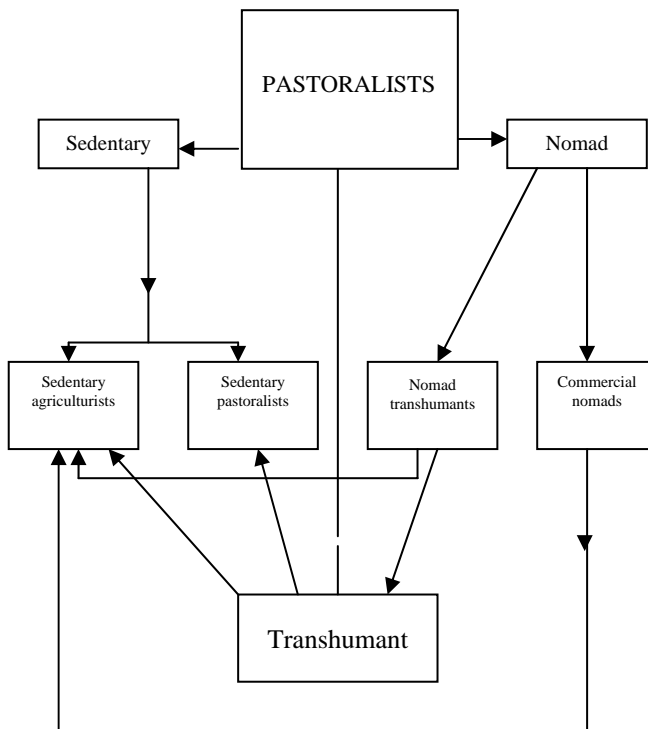 PASTORALISTS
Sedentary
Nomad
Sedentary
agriculturists
Sedentary
pastoralists
Nomad
transhumants
Commercial
nomads
Transhumant